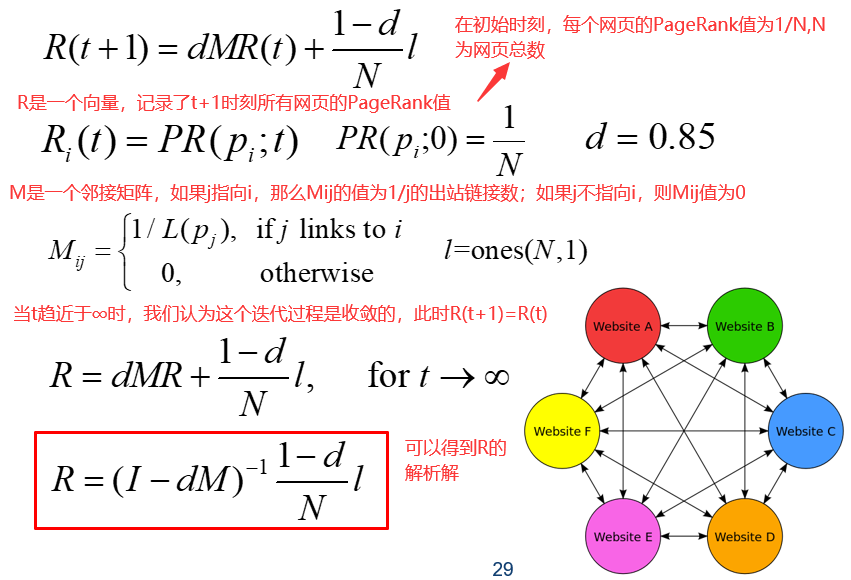 R(t+1) = dMR(t) + \frac{1-d}{N} l
在初始时刻，每个网页的PageRank值为1/N,N
为网页总数
R是一个向量，记录了t+1时刻所有网页的PageRank值
R_i(t) = PR(p_i;t) PR(p_i;0) = \frac{1}{N} d = 0.85
M是一个邻接矩阵，如果j指向i，那么Mij的值为1/j的出站链接数；如果j不指向i，则Mij值为0
M_{ij} = \begin{cases} 1/L(p_j), & \text{if } j \text{ links to } i \\ 0, & \text{otherwise} \end{cases} l=ones(N,1)
当t趋近于∞时，我们认为这个迭代过程是收敛的，此时R(t+1)=R(t)
R = dMR + \frac{1-d}{N} l, for t → ∞
R = (I − dM)^{-1} \frac{1-d}{N} l
可以得到R的
解析解
Website A
Website B
Website F
Website C
Website E
Website D
29